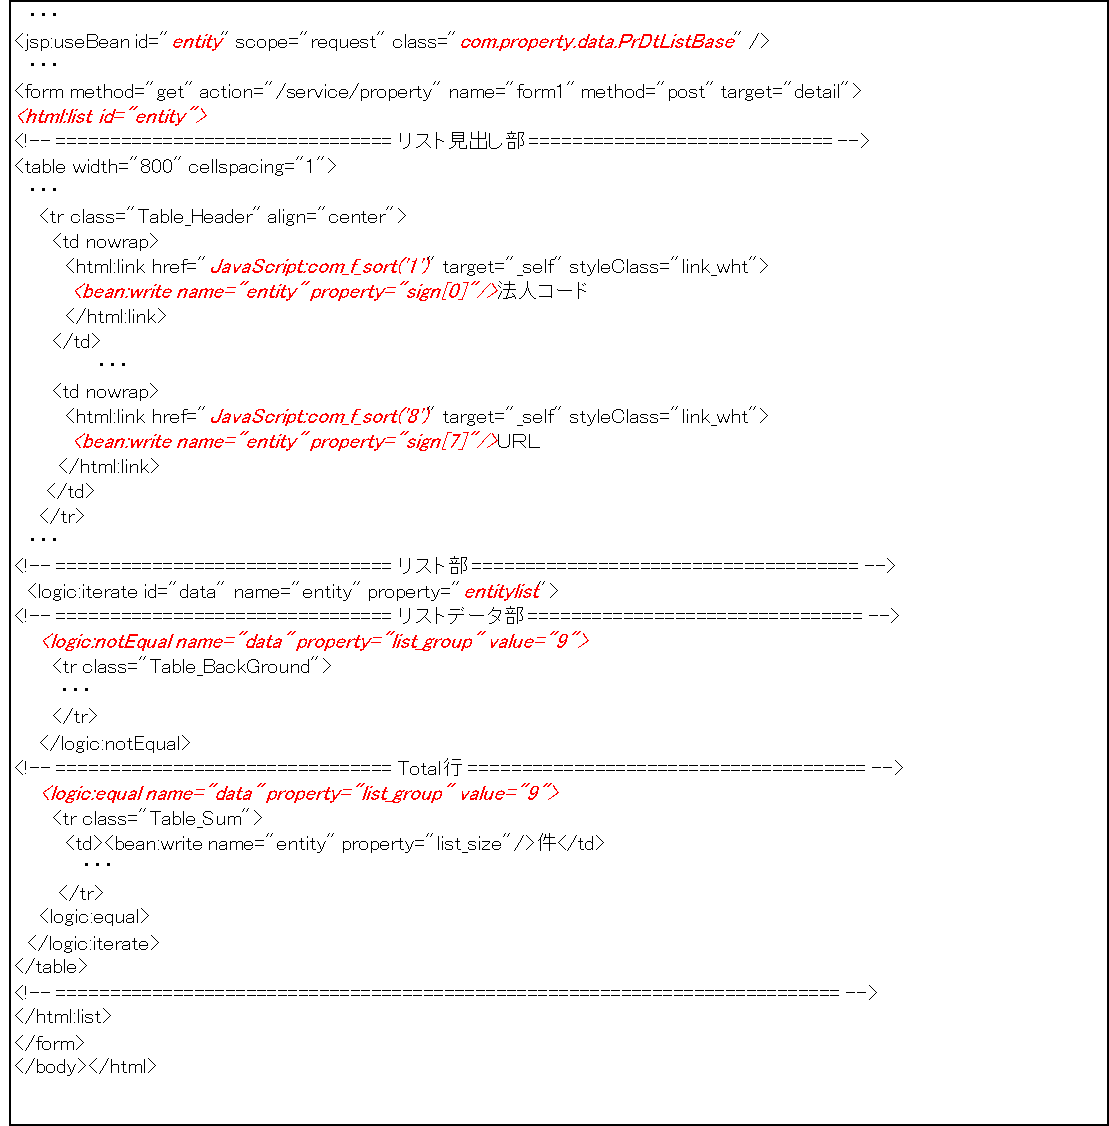 ・・・
<jsp:useBean id="entity" scope="request" class="com.property.data.PrDtListBase" />
・・・
<form method="get" action="/service/property" name="form1" method="post" target="detail">
<html:list id="entity">
<!-- =============================== リスト見出し部============================ -->
<table width="800" cellspacing="1">
・・・
<tr class="Table_Header" align="center">
<td nowrap>
<html:link href="JavaScript:com_f_sort('1')" target="_self" styleClass="link_wht">
<bean:write name="entity" property="sign[0]"/>法人コード
</html:link>
</td>
・・・
<td nowrap>
<html:link href="JavaScript:com_f_sort('8')" target="_self" styleClass="link_wht">
<bean:write name="entity" property="sign[7]"/>URL
</html:link>
</td>
</tr>
・・・
<!-- =============================== リスト部==================================== -->
<logic:iterate id="data" name="entity" property="entitylist">
<!-- =============================== リストデータ部=============================== -->
<logic:notEqual name="data" property="list_group" value="9">
<tr class="Table_BackGround">
・・・
</tr>
</logic:notEqual>
<!-- =============================== Total行 ===================================== -->
<logic:equal name="data" property="list_group" value="9">
<tr class="Table_Sum">
<td><bean:write name="entity" property="list_size"/>件</td>
・・・
</tr>
<logic:equal>
</logic:iterate>
</table>
<!-- ========================================================================= -->
</html:list>
</form>
</body></html>